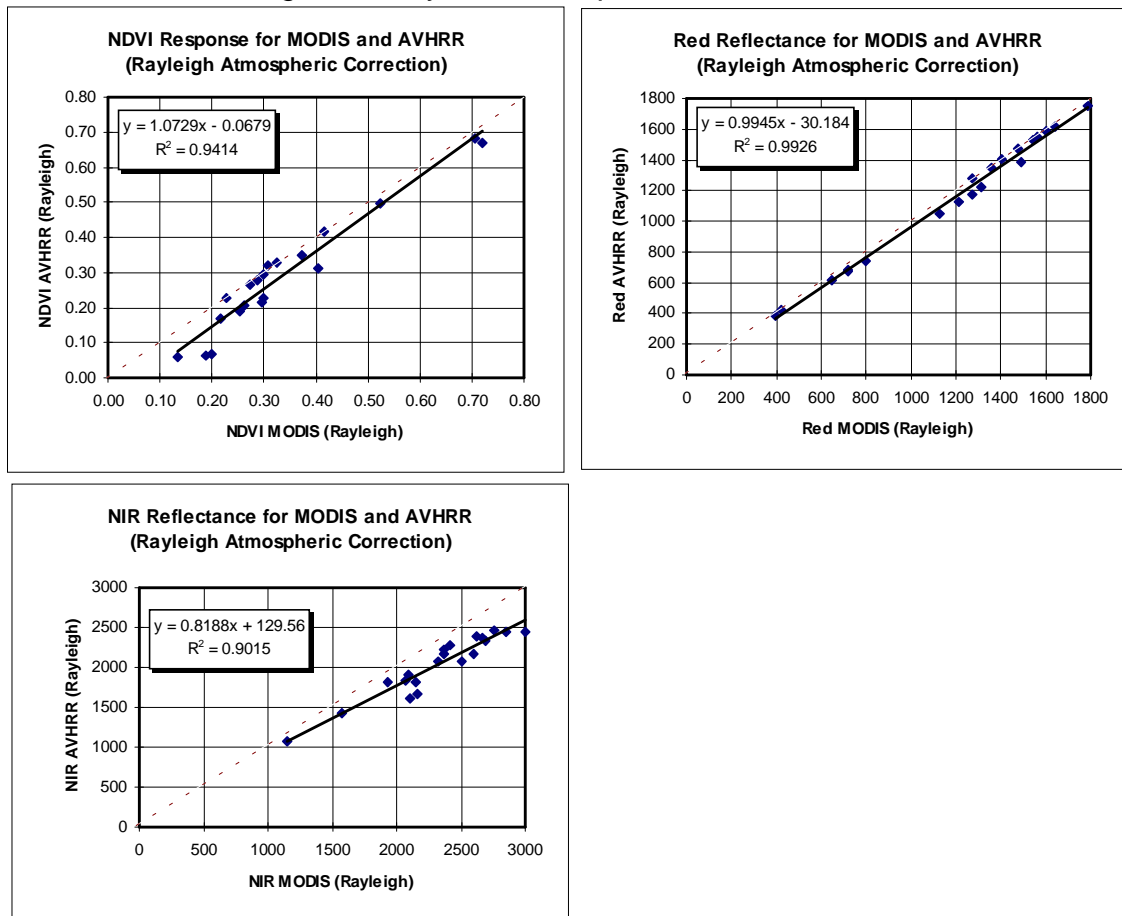 NDVI Response for MODIS and AVHRR
(Rayleigh Atmospheric Correction)
y = 1.0729x - 0.0679
R² = 0.9414
NDVI AVHRR (Rayleigh)
0.80
0.70
0.60
0.50
0.40
0.30
0.20
0.10
0.00
0.00 0.10 0.20 0.30 0.40 0.50 0.60 0.70 0.80
NDVI MODIS (Rayleigh)
Red Reflectance for MODIS and AVHRR
(Rayleigh Atmospheric Correction)
y = 0.9945x - 30.184
R² = 0.9926
Red AVHRR (Rayleigh)
1800
1600
1400
1200
1000
800
600
400
200
0
0 200 400 600 800 1000 1200 1400 1600 1800
Red MODIS (Rayleigh)
NIR Reflectance for MODIS and AVHRR
(Rayleigh Atmospheric Correction)
y = 0.8188x + 129.56
R² = 0.9015
NIR AVHRR (Rayleigh)
3000
2500
2000
1500
1000
500
0
0 500 1000 1500 2000 2500 3000
NIR MODIS (Rayleigh)